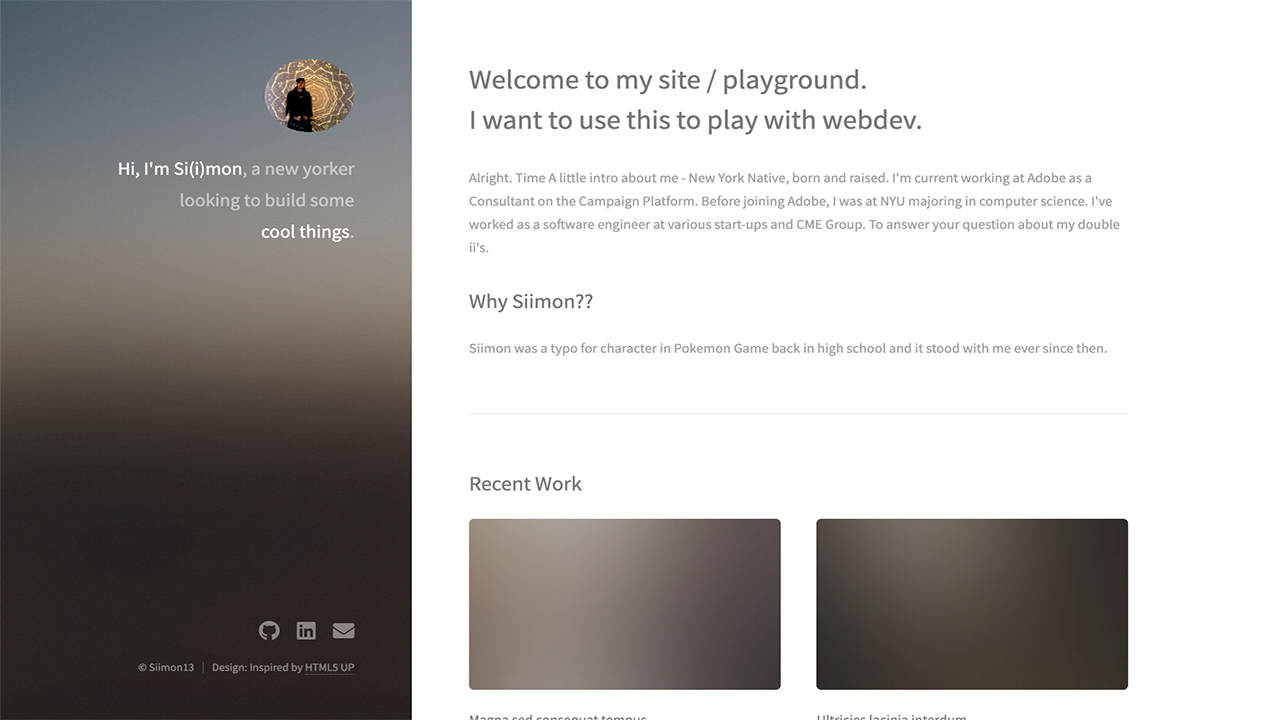 Hi, I'm Si(i)mon, a new yorker
looking to build some
cool things.
© Siimon13 | Design: Inspired by HTML5 UP
Welcome to my site / playground.
I want to use this to play with webdev.
Alright. Time A little intro about me - New York Native, born and raised. I'm current working at Adobe as a
Consultant on the Campaign Platform. Before joining Adobe, I was at NYU majoring in computer science. I've
worked as a software engineer at various start-ups and CME Group. To answer your question about my double
ii's.
Why Siimon??
Siimon was a typo for character in Pokemon Game back in high school and it stood with me ever since then.
Recent Work
Magna sed consequat tempus
Ultricies lacinia interdum